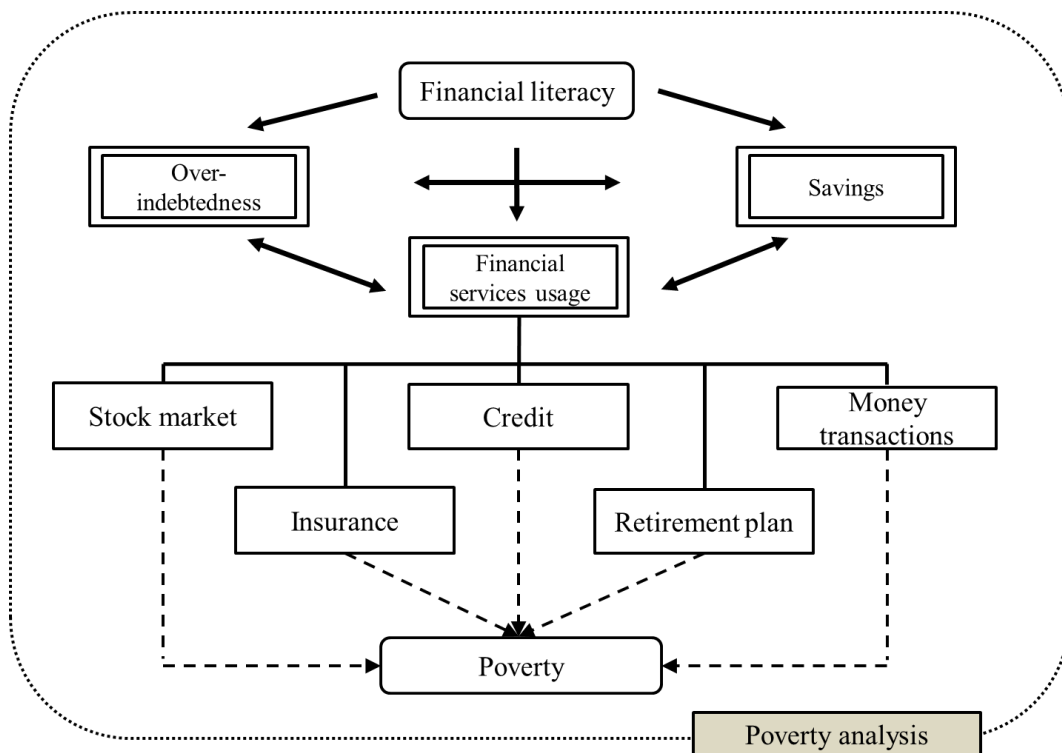 Financial literacy
Over-
indebtedness
Savings
Financial
services usage
Stock market
Credit
Money
transactions
Insurance
Retirement plan
Poverty
Poverty analysis